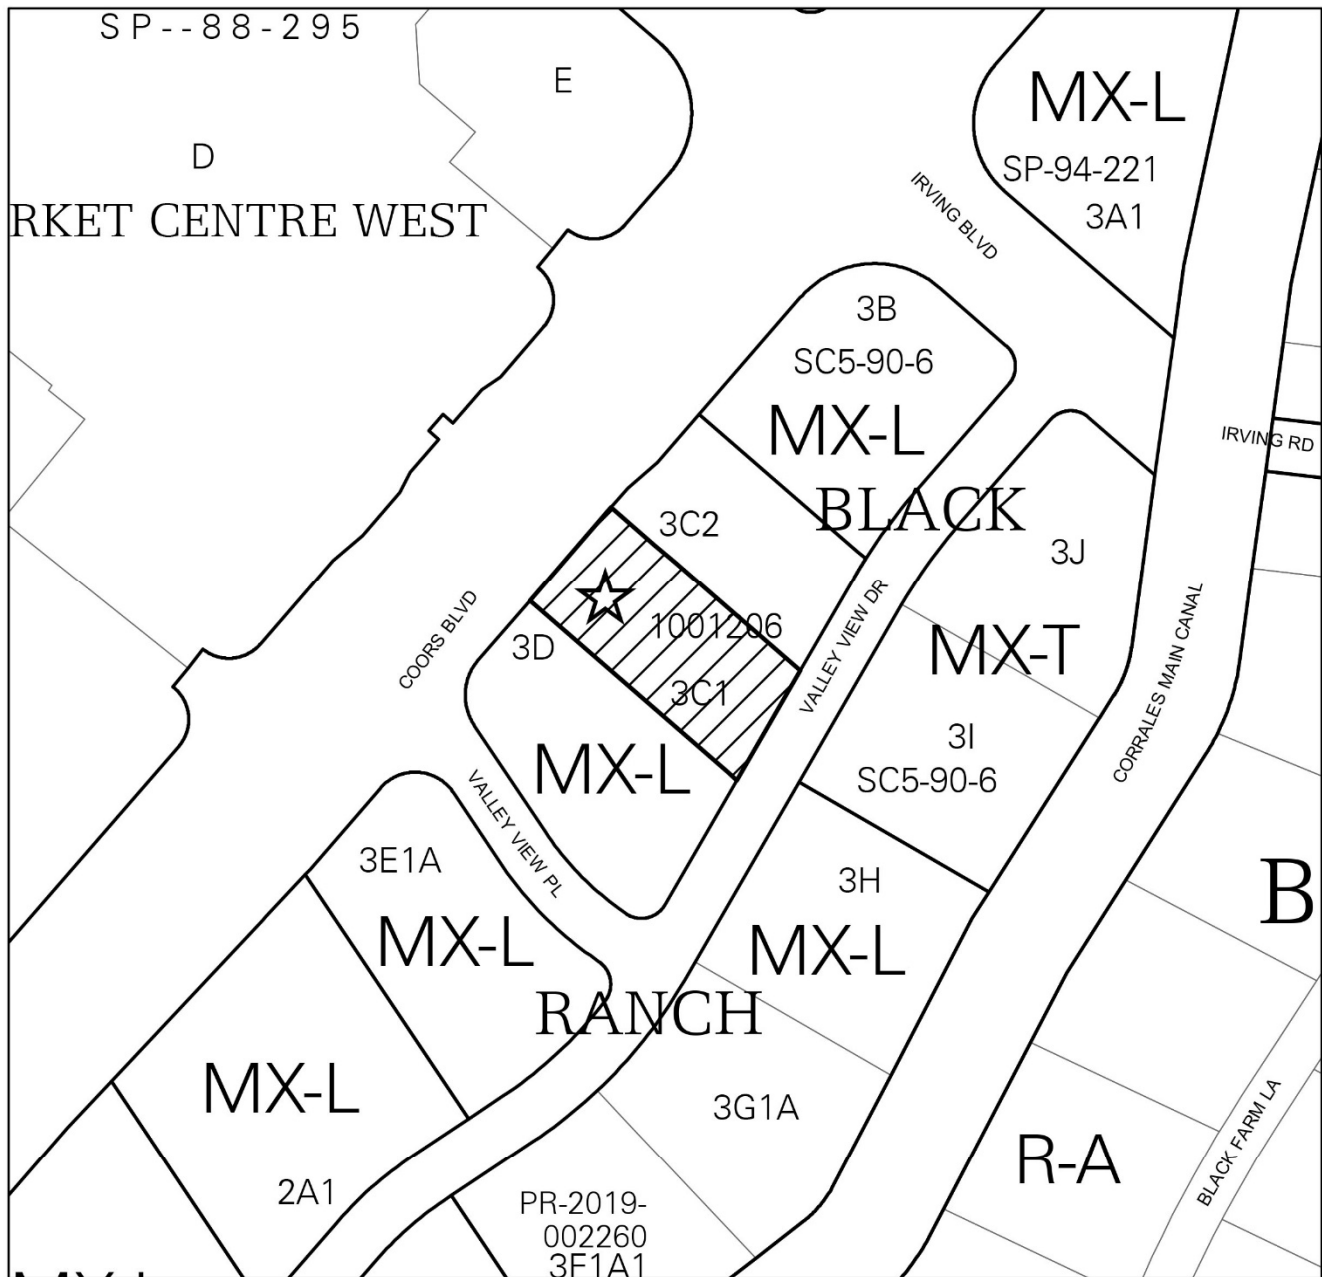 SP--88-295
E
D
RKET CENTRE WEST
MX-L
SP-94-221
3A1
IRVING BLVD
3B
SC5-90-6
MX-L
IRVING RD
BLACK
3C2
3J
1001206
3D
3C1
COORS BLVD
VALLEY VIEW DR
MX-T
CORRALES MAIN CANAL
3I
SC5-90-6
MX-L
VALLEY VIEW PL
3E1A
MX-L
3H
MX-L
B
RANCH
MX-L
2A1
3G1A
R-A
BLACK FARM LA
PR-2019-
002260
3F1A1